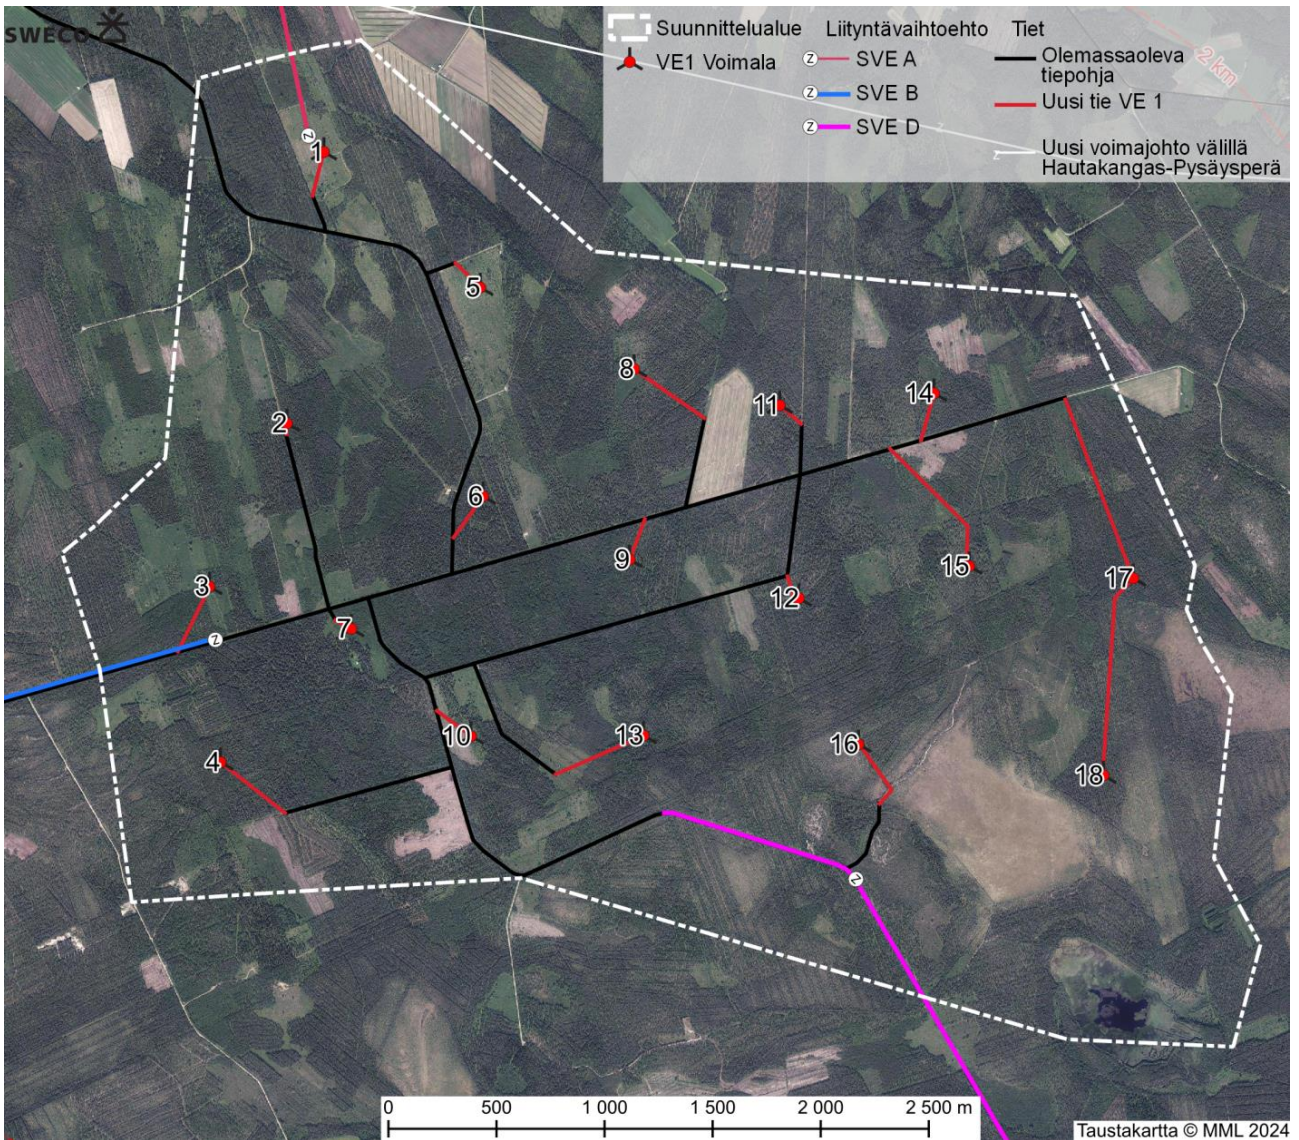 SWECO
Suunnittelualue
VE1 Voimala
Liityntävaihtoehto
SVE A
SVE B
SVE D
Tiet
Olemassaoleva
tiepohja
Uusi tie VE 1
Uusi voimajohto välillä
Hautakangas-Pysäysperä
2 km
Z
Z
Z
Z
Z
Z
1
5
8
11
14
2
6
9
15
17
3
7
12
4
10
13
16
18
Z
Z
0 500 1 000 1 500 2 000 2 500 m
Taustakartta © MML 2024